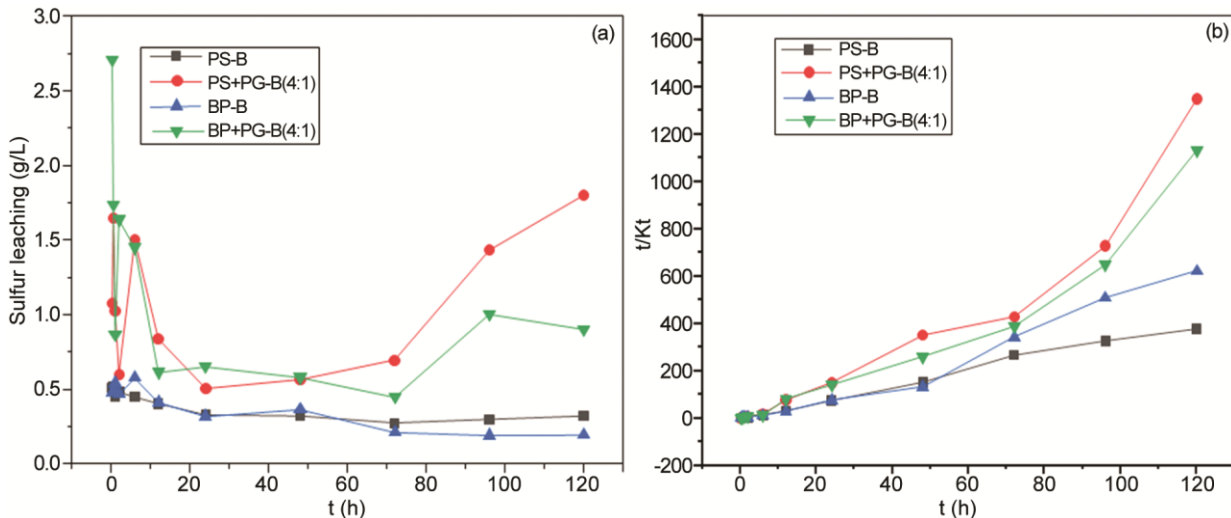 (a)
PS-B
PS+PG-B(4:1)
BP-B
BP+PG-B(4:1)
Sulfur leaching (g/L)
3.0
2.5
2.0
1.5
1.0
0.5
0.0
0 20 40 60 80 100 120
t (h)
(b)
PS-B
PS+PG-B(4:1)
BP-B
BP+PG-B(4:1)
t/Kt
1600
1400
1200
1000
800
600
400
200
0
-200
0 20 40 60 80 100 120
t (h)